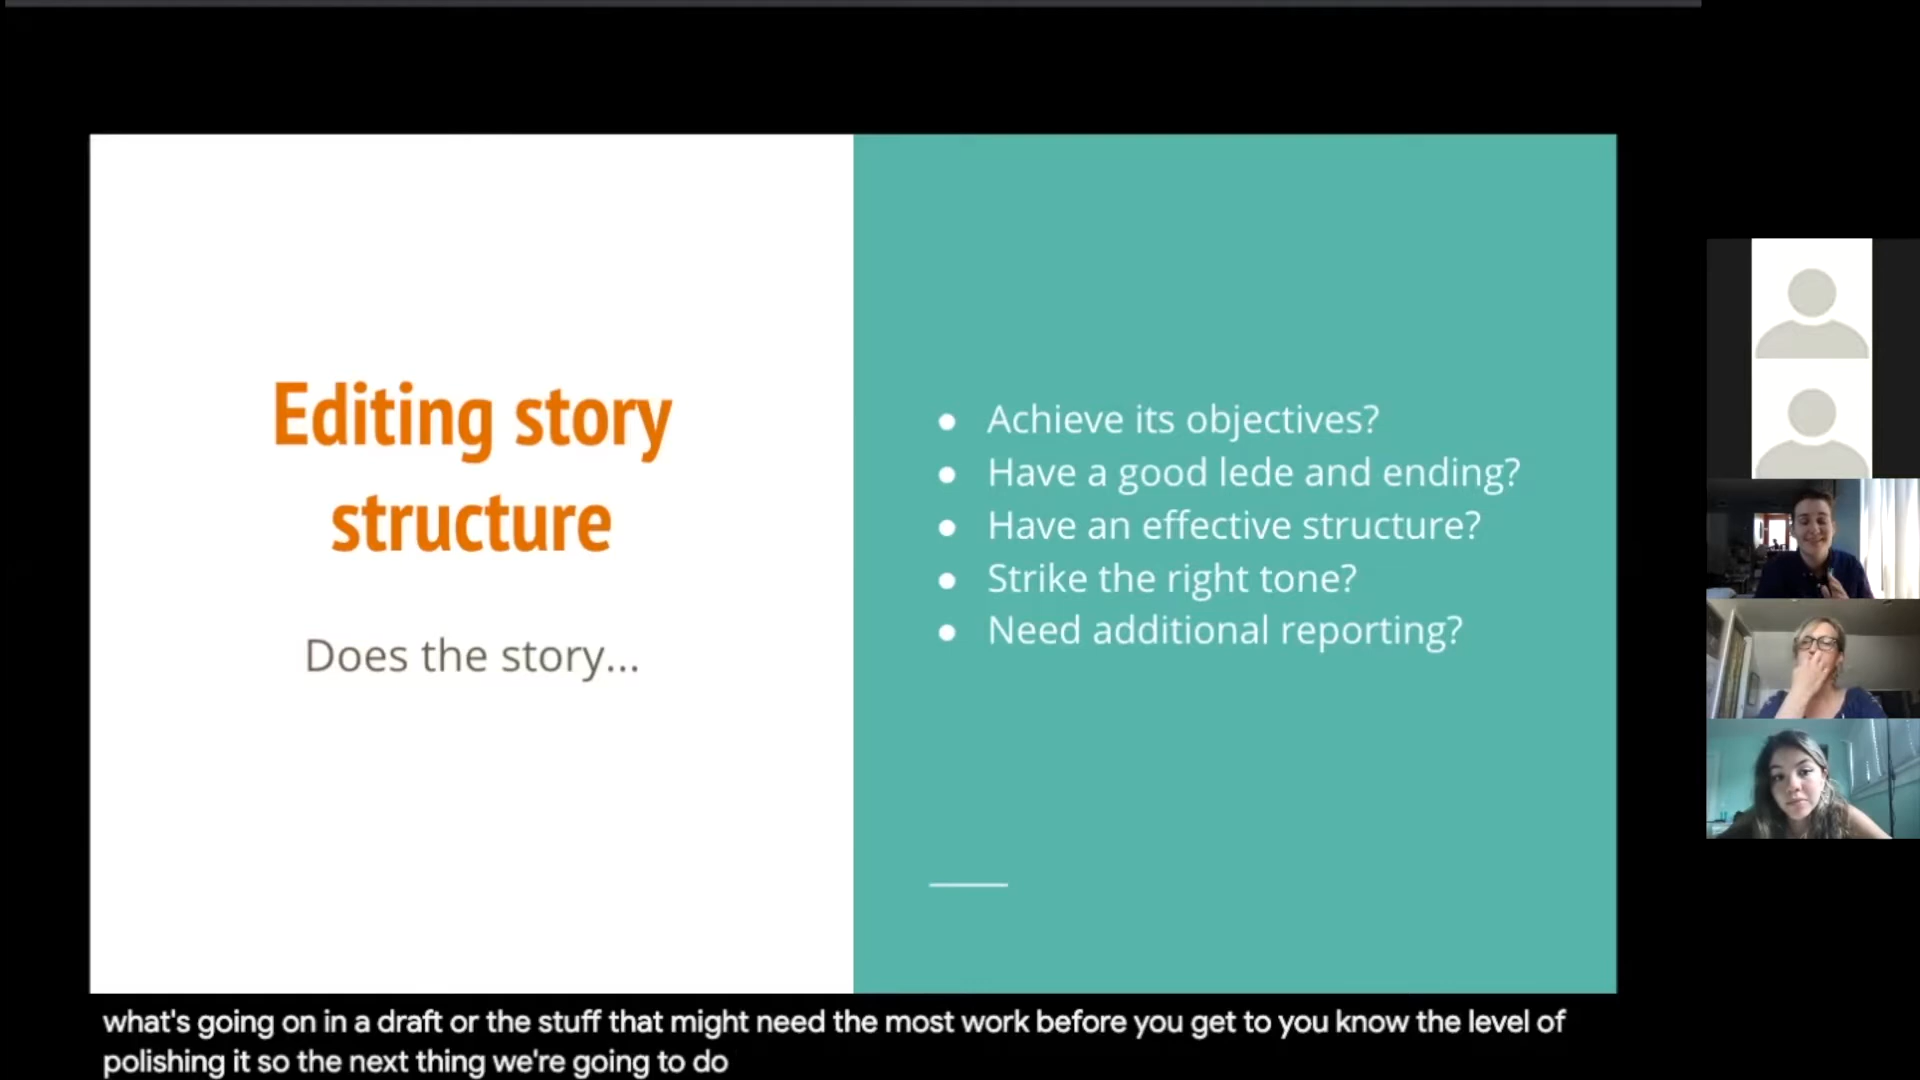 Editing story
structure
Does the story...
● Achieve its objectives?
● Have a good lede and ending?
● Have an effective structure?
● Strike the right tone?
● Need additional reporting?
what's going on in a draft or the stuff that might need the most work before you get to you know the level of
polishing it so the next thing we're going to do